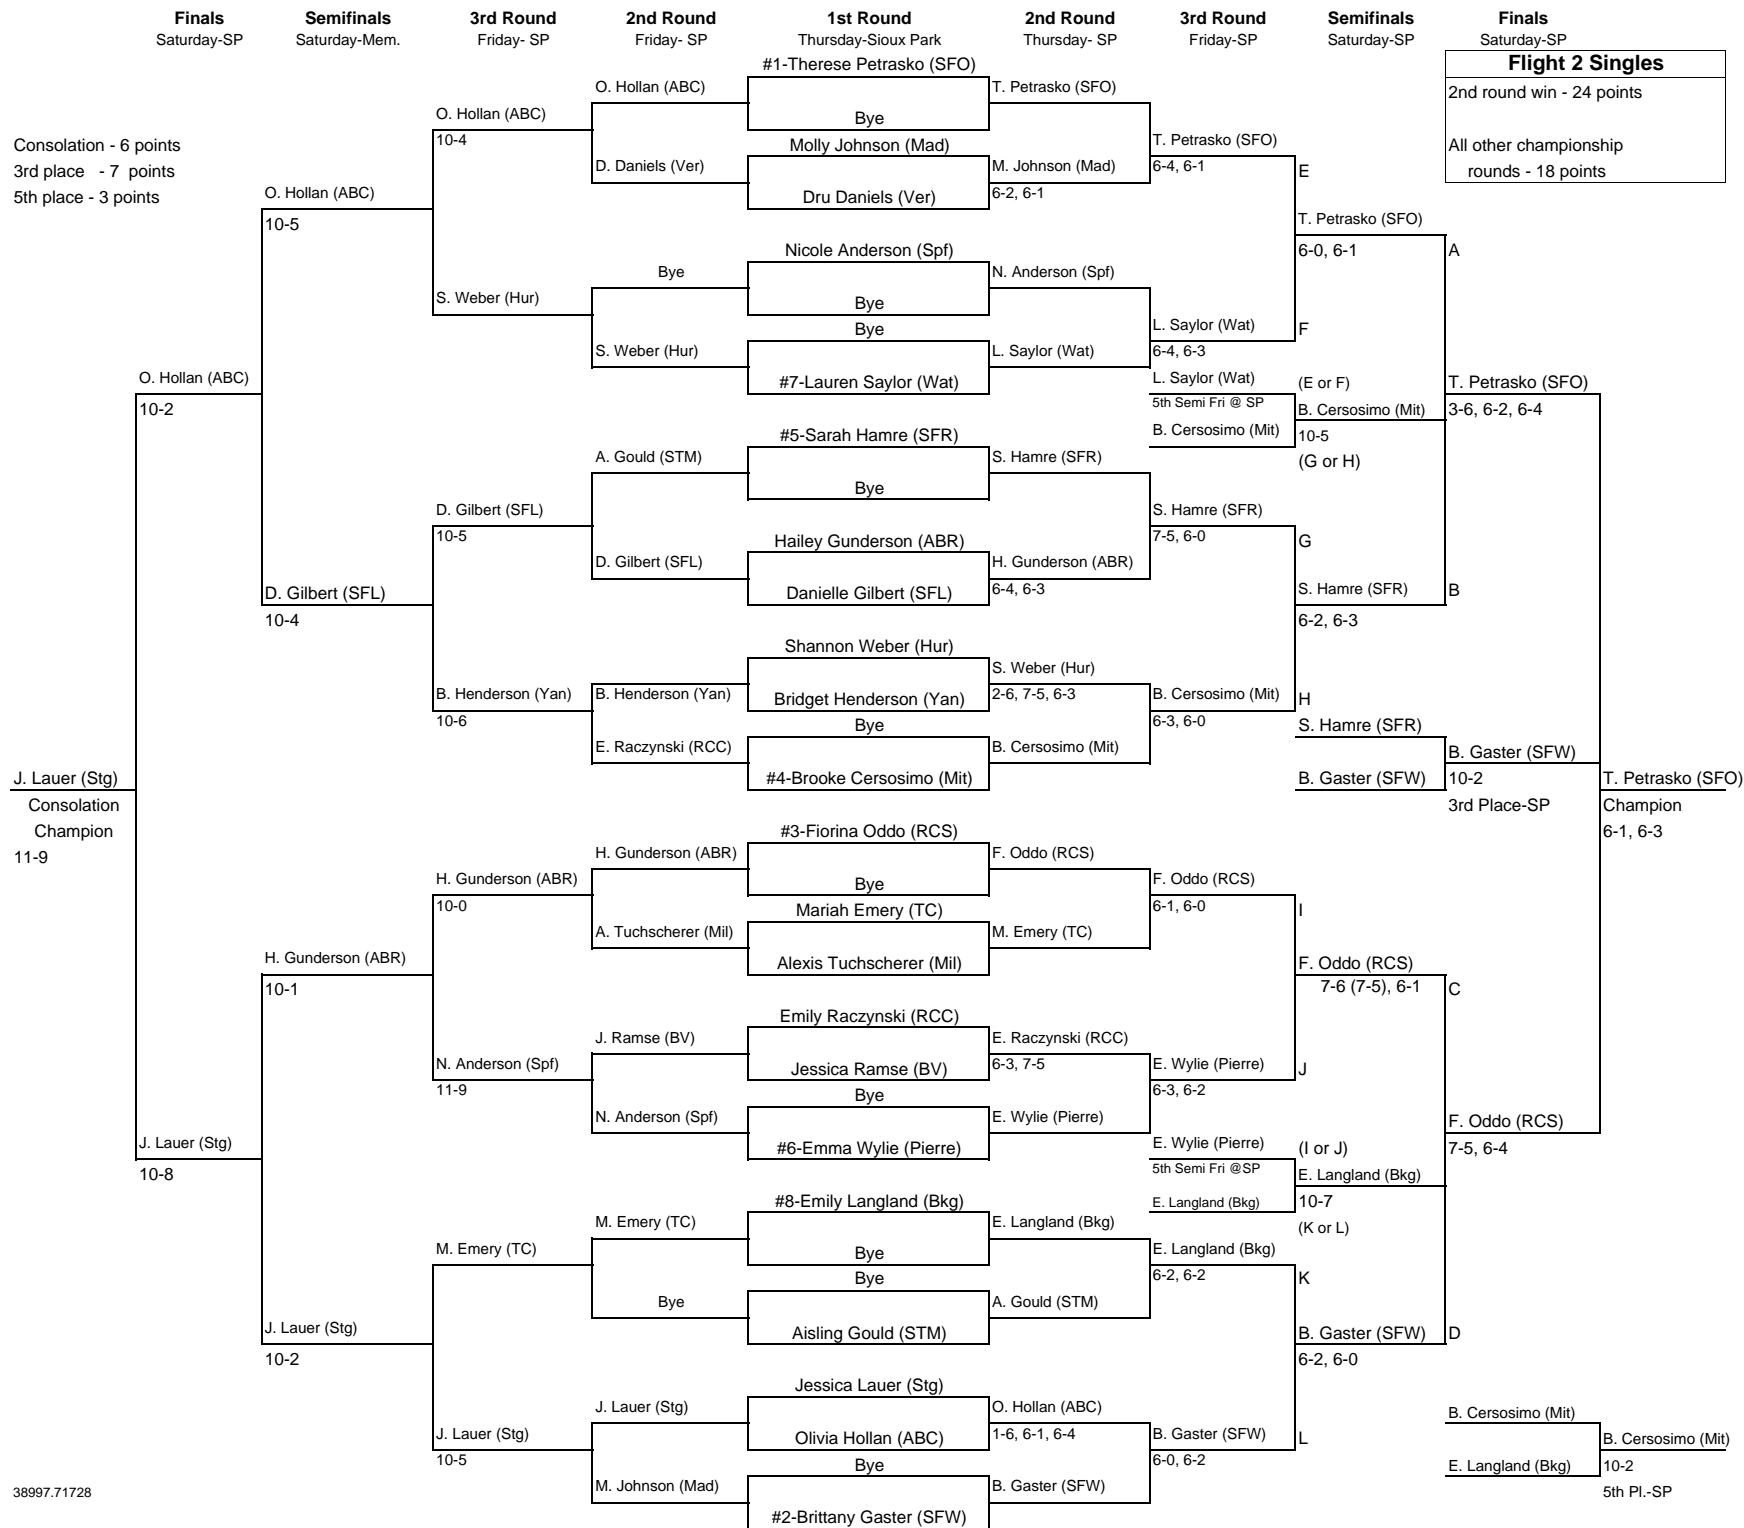 Finals Semifinals 3rd Round 2nd Round 1st Round 2nd Round 3rd Round Semifinals Finals
Saturday-SP Saturday-Mem. Friday- SP Friday- SP Thursday-Sioux Park Thursday- SP Friday-SP Saturday-SP Saturday-SP
#1-Therese Petrasko (SFO) Flight 2 Singles
O. Hollan (ABC) T. Petrasko (SFO) 2nd round win - 24 points
O. Hollan (ABC) Bye
10-4 T. Petrasko (SFO)
Consolation - 6 points Molly Johnson (Mad) All other championship
D. Daniels (Ver) M. Johnson (Mad) 6-4, 6-1
3rd place - 7 points E rounds - 18 points
5th place - 3 points O. Hollan (ABC) Dru Daniels (Ver) 6-2, 6-1
10-5 T. Petrasko (SFO)
Nicole Anderson (Spf) 6-0, 6-1 A
Bye N. Anderson (Spf)
S. Weber (Hur) Bye
Bye L. Saylor (Wat) F
S. Weber (Hur) L. Saylor (Wat) 6-4, 6-3
O. Hollan (ABC) #7-Lauren Saylor (Wat) L. Saylor (Wat) (E or F) T. Petrasko (SFO)
10-2 5th Semi Fri @ SP B. Cersosimo (Mit) 3-6, 6-2, 6-4
#5-Sarah Hamre (SFR) B. Cersosimo (Mit) 10-5
A. Gould (STM) S. Hamre (SFR) (G or H)
Bye
D. Gilbert (SFL) S. Hamre (SFR)
10-5 Hailey Gunderson (ABR) 7-5, 6-0 G
D. Gilbert (SFL) H. Gunderson (ABR)
D. Gilbert (SFL) Danielle Gilbert (SFL) 6-4, 6-3 S. Hamre (SFR) B
10-4 6-2, 6-3
Shannon Weber (Hur)
S. Weber (Hur)
B. Henderson (Yan) B. Henderson (Yan) Bridget Henderson (Yan) 2-6, 7-5, 6-3 B. Cersosimo (Mit) H
10-6 Bye 6-3, 6-0 S. Hamre (SFR)
E. Raczynski (RCC) B. Cersosimo (Mit) B. Gaster (SFW)
J. Lauer (Stg) #4-Brooke Cersosimo (Mit) B. Gaster (SFW) 10-2 T. Petrasko (SFO)
Consolation 3rd Place-SP Champion
Champion #3-Fiorina Oddo (RCS) 6-1, 6-3
11-9 H. Gunderson (ABR) F. Oddo (RCS)
H. Gunderson (ABR) Bye F. Oddo (RCS)
10-0 Mariah Emery (TC) 6-1, 6-0 I
A. Tuchscherer (Mil) M. Emery (TC)
H. Gunderson (ABR) Alexis Tuchscherer (Mil) F. Oddo (RCS)
10-1 7-6 (7-5), 6-1 C
Emily Raczynski (RCC)
J. Ramse (BV) E. Raczynski (RCC)
N. Anderson (Spf) Jessica Ramse (BV) 6-3, 7-5 E. Wylie (Pierre) J
11-9 Bye 6-3, 6-2
N. Anderson (Spf) E. Wylie (Pierre) F. Oddo (RCS)
J. Lauer (Stg) #6-Emma Wylie (Pierre) E. Wylie (Pierre) (I or J) 7-5, 6-4
10-8 5th Semi Fri @SP E. Langland (Bkg)
#8-Emily Langland (Bkg) E. Langland (Bkg) 10-7
M. Emery (TC) E. Langland (Bkg) (K or L)
M. Emery (TC) Bye E. Langland (Bkg)
Bye 6-2, 6-2 K
Bye A. Gould (STM)
J. Lauer (Stg) Aisling Gould (STM) B. Gaster (SFW) D
10-2 6-2, 6-0
Jessica Lauer (Stg)
J. Lauer (Stg) O. Hollan (ABC) B. Cersosimo (Mit)
J. Lauer (Stg) Olivia Hollan (ABC) 1-6, 6-1, 6-4 B. Gaster (SFW) L B. Cersosimo (Mit)
10-5 Bye 6-0, 6-2 E. Langland (Bkg) 10-2
38997.71728 M. Johnson (Mad) B. Gaster (SFW) 5th Pl.-SP
#2-Brittany Gaster (SFW)